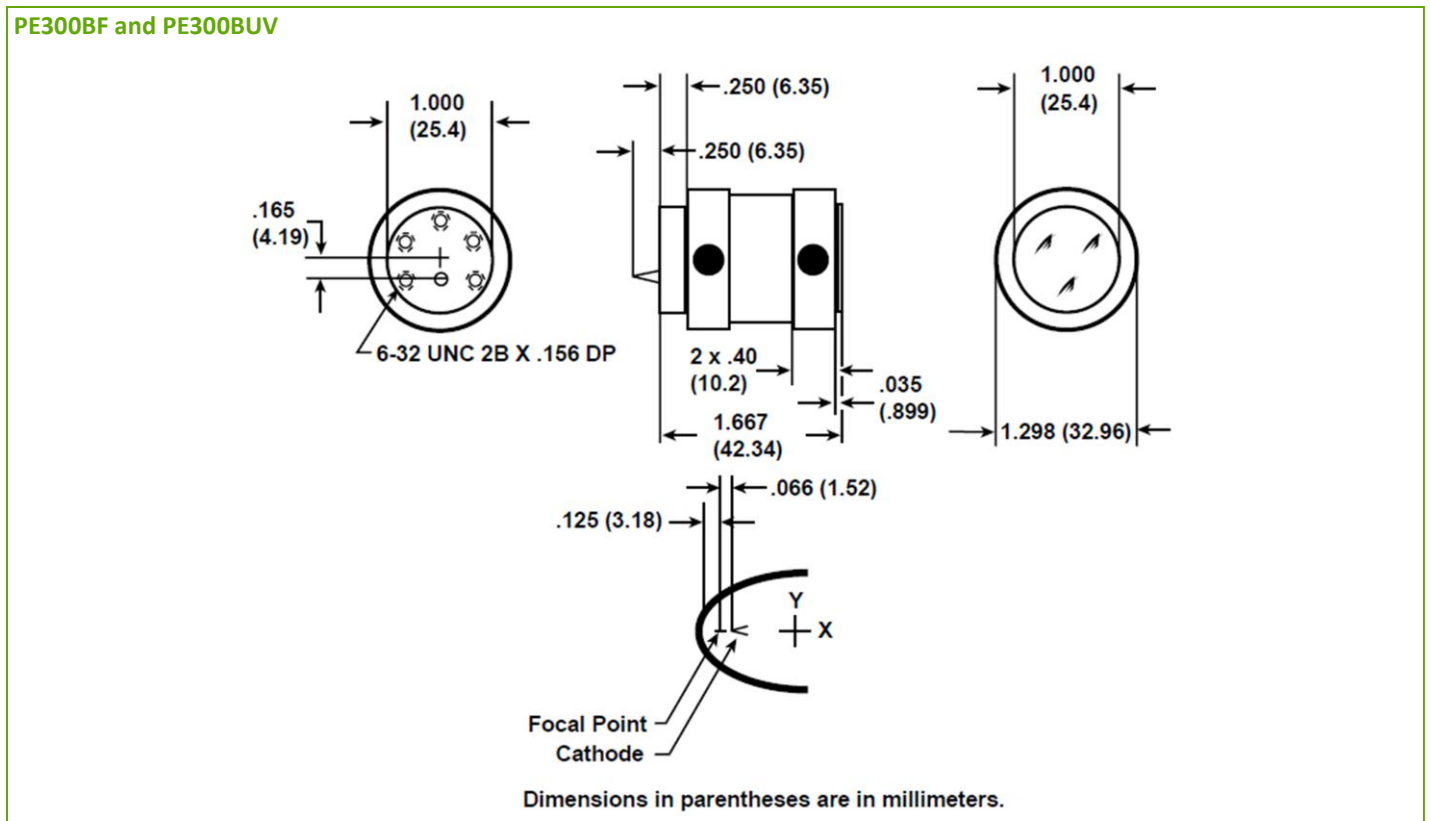 PE300BF and PE300BUV
1.000
(25.4)
.165
(4.19)
6-32 UNC 2B X .156 DP
.250 (6.35)
.250 (6.35)
2 x .40
(10.2)
.035
(.899)
1.667
(42.34)
1.000
(25.4)
1.298 (32.96)
.066 (1.52)
.125 (3.18)
Y
X
Focal Point
Cathode
Dimensions in parentheses are in millimeters.